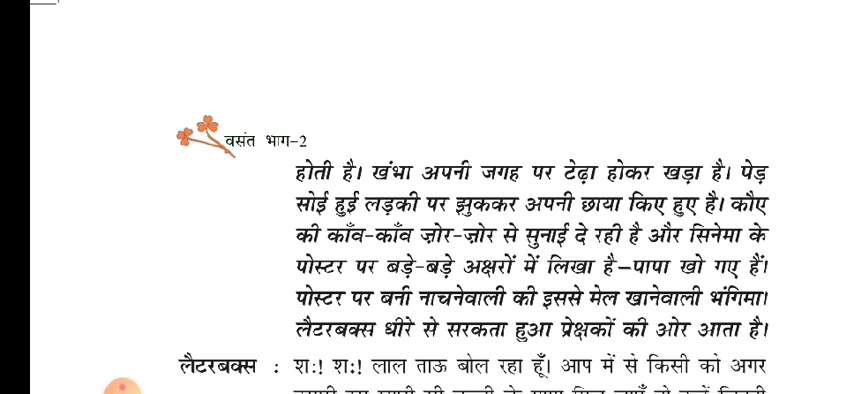 वसंत भाग–2
होती है। खंभा अपनी जगह पर टेढ़ा होकर खड़ा है। पेड़
सोई हुई लड़की पर झुककर अपनी छाया किए हुए है। कौए
की काँव-काँव ज़ोर-ज़ोर से सुनाई दे रही है और सिनेमा के
पोस्टर पर बड़े-बड़े अक्षरों में लिखा है–पापा खो गए हैं।
पोस्टर पर बनी नाचनेवाली की इससे मेल खानेवाली भंगिमा।
लैटरबक्स धीरे से सरकता हुआ प्रेक्षकों की ओर आता है।
लैटरबक्स : श:! श:! लाल ताऊ बोल रहा हूँ। आप में से किसी को अगर